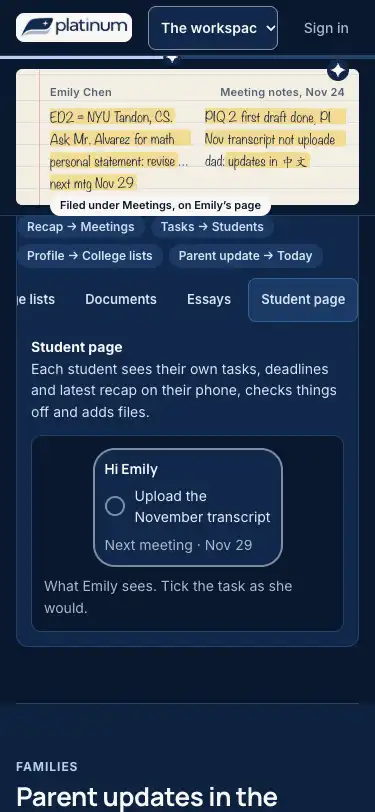 platinum
The workspac
Sign in
Emily Chen
Meeting notes, Nov 24
ED2 = NYU Tandon, CS.
Ask Mr. Alvarez for math
personal statement: revise ...
next mtg Nov 29
PIQ 2 first draft done, PI
Nov transcript not uploade
dad: updates in 中文
Filed under Meetings, on Emily's page
Recap → Meetings
Tasks → Students
Profile → College lists
Parent update → Today
ge lists
Documents
Essays
Student page
Student page
Each student sees their own tasks, deadlines
and latest recap on their phone, checks things
off and adds files.
Hi Emily
Upload the
November transcript
Next meeting · Nov 29
What Emily sees. Tick the task as she
would.
FAMILIES
Parent updates in the